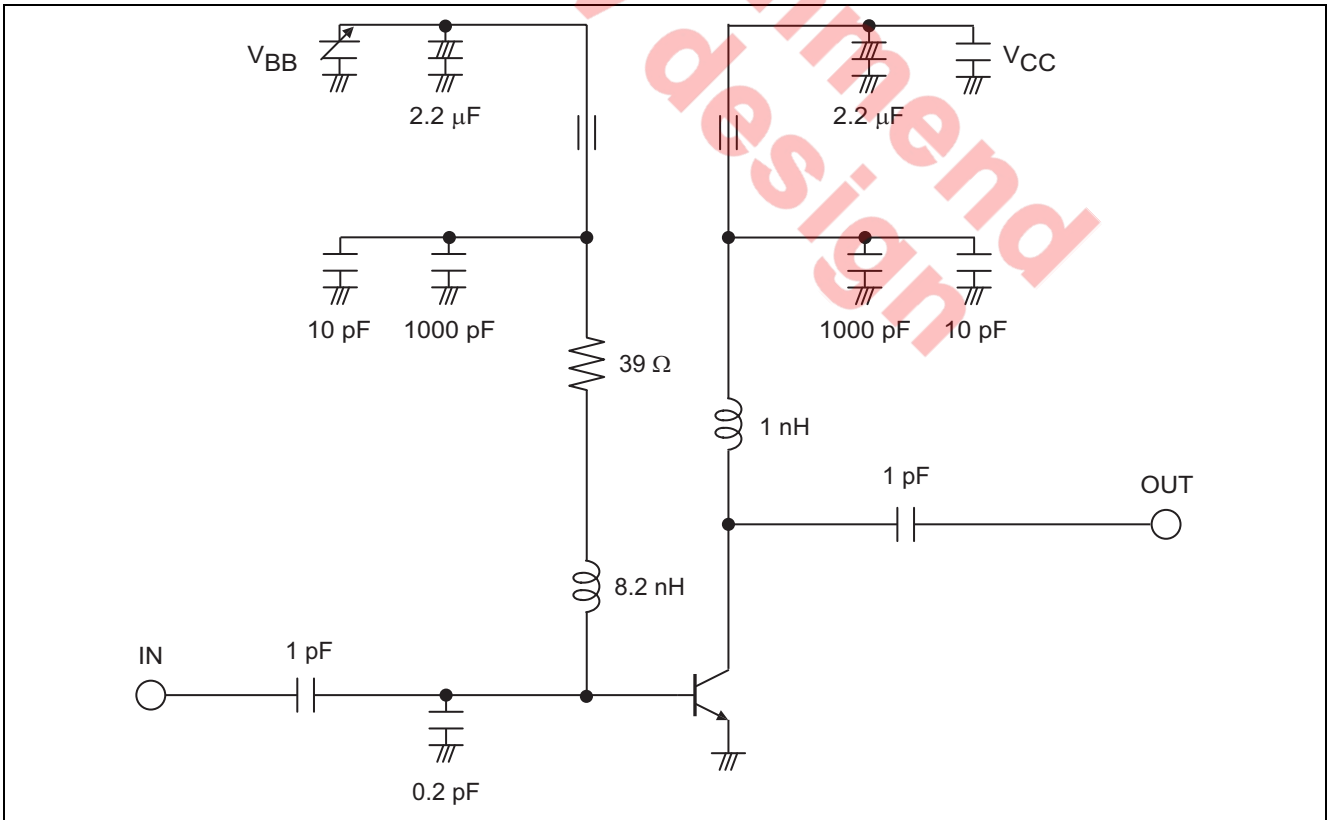 VBB
2.2 μF
2.2 μF
VCC
10 pF
1000 pF
1000 pF
10 pF
39 Ω
1 nH
1 pF
OUT
8.2 nH
IN
1 pF
0.2 pF
design